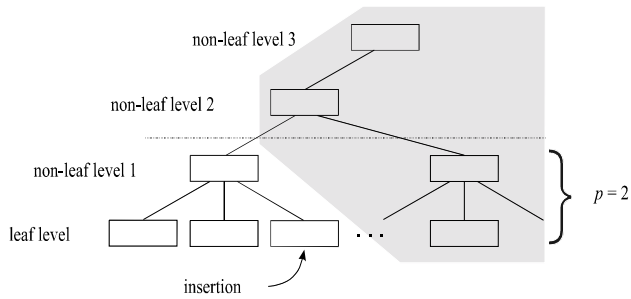 non-leaf level 3
non-leaf level 2
non-leaf level 1
p = 2
leaf level
. . .
insertion